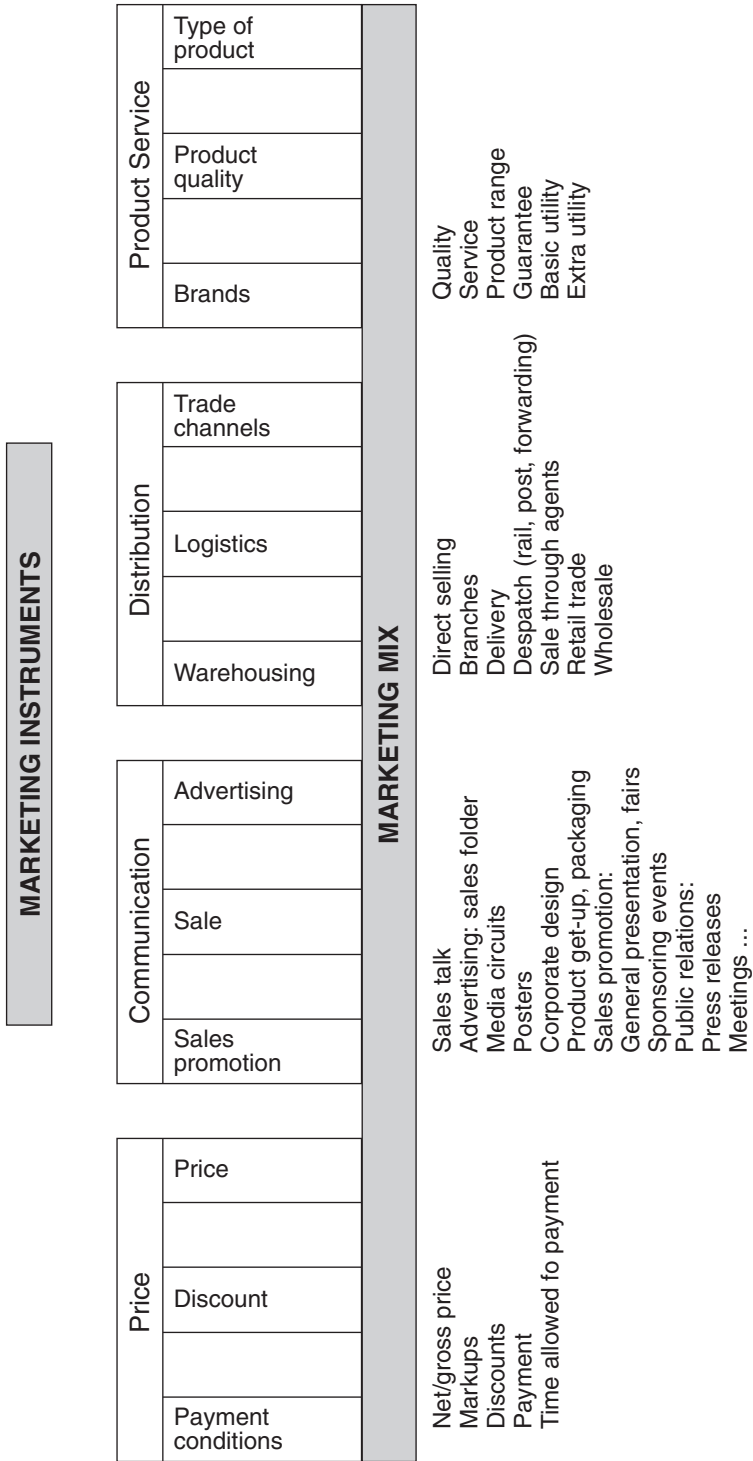 MARKETING INSTRUMENTS
Price
Payment
conditions
Discount
Price
Communication
Sales
promotion
Sale
Advertising
Distribution
Warehousing
Logistics
Trade
channels
Product Service
Brands
Product
quality
Type of
product
MARKETING MIX
Net/gross price
Markups
Discounts
Payment
Time allowed fo payment
Sales talk
Advertising: sales folder
Media circuits
Posters
Corporate design
Product get-up, packaging
Sales promotion:
General presentation, fairs
Sponsoring events
Public relations:
Press releases
Meetings ...
Direct selling
Branches
Delivery
Despatch (rail, post, forwarding)
Sale through agents
Retail trade
Wholesale
Quality
Service
Product range
Guarantee
Basic utility
Extra utility